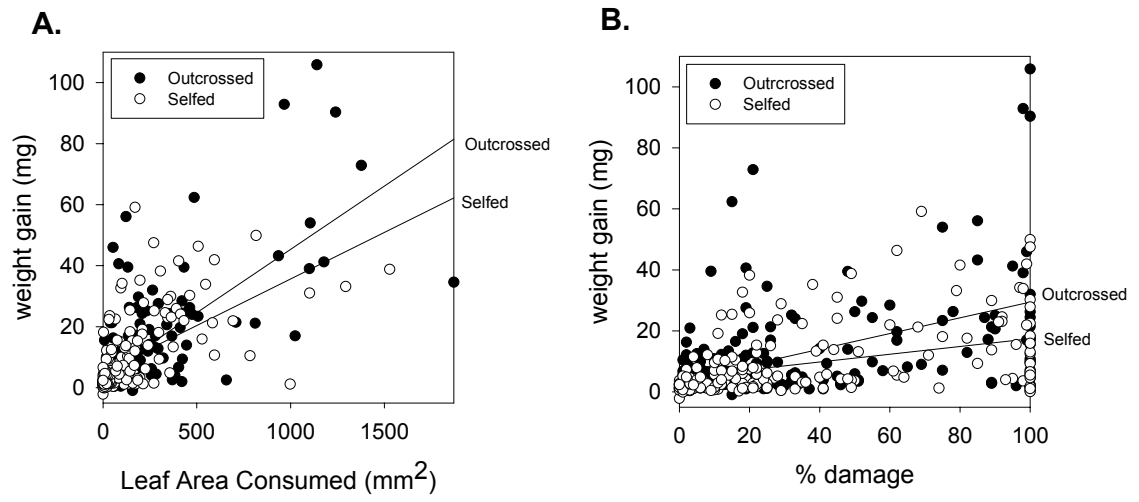 A.
weight gain (mg)
100
80
60
40
20
0
Outcrossed
Selfed
Outcrossed
Selfed
0 500 1000 1500
Leaf Area Consumed (mm2)
B.
weight gain (mg)
100
80
60
40
20
0
Outrcrossed
Selfed
Outcrossed
Selfed
0 20 40 60 80 100
% damage